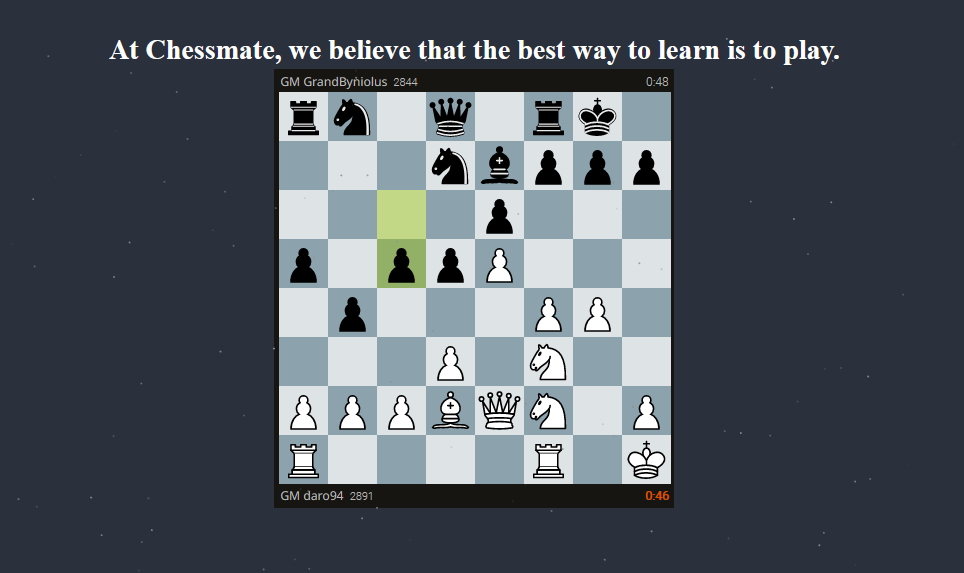 At Chessmate, we believe that the best way to learn is to play.
GM GrandByniolus 2844 0:48
GM daro94 2891 0:46